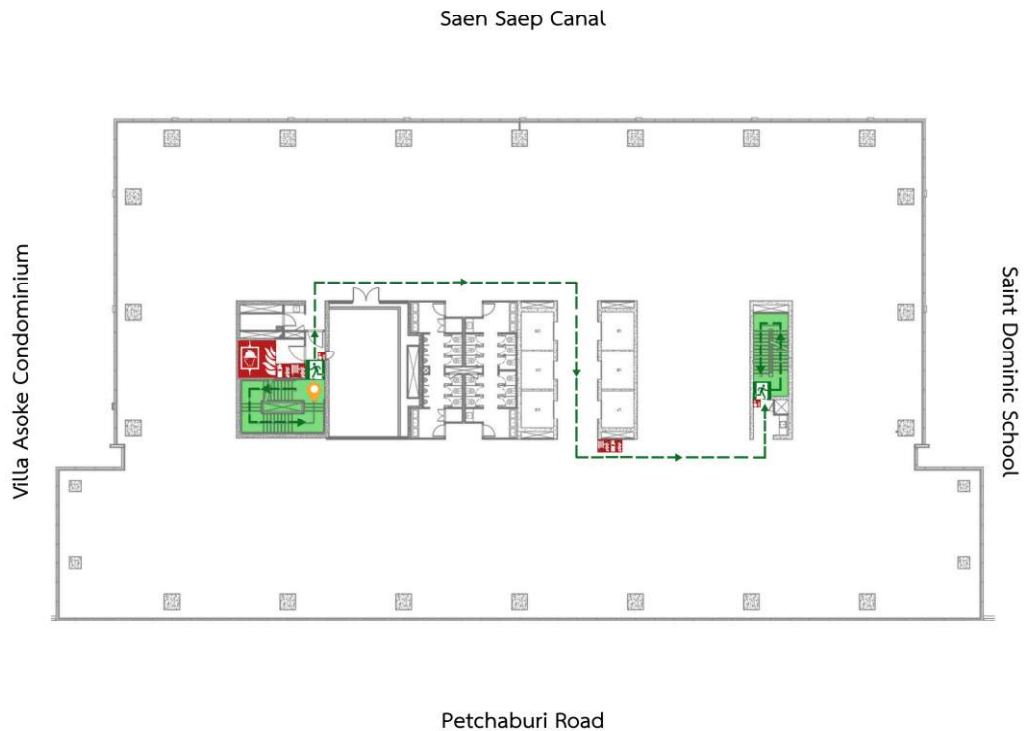 Saen Saep Canal
Villa Asoke Condominium
Saint Dominic School
Petchaburi Road